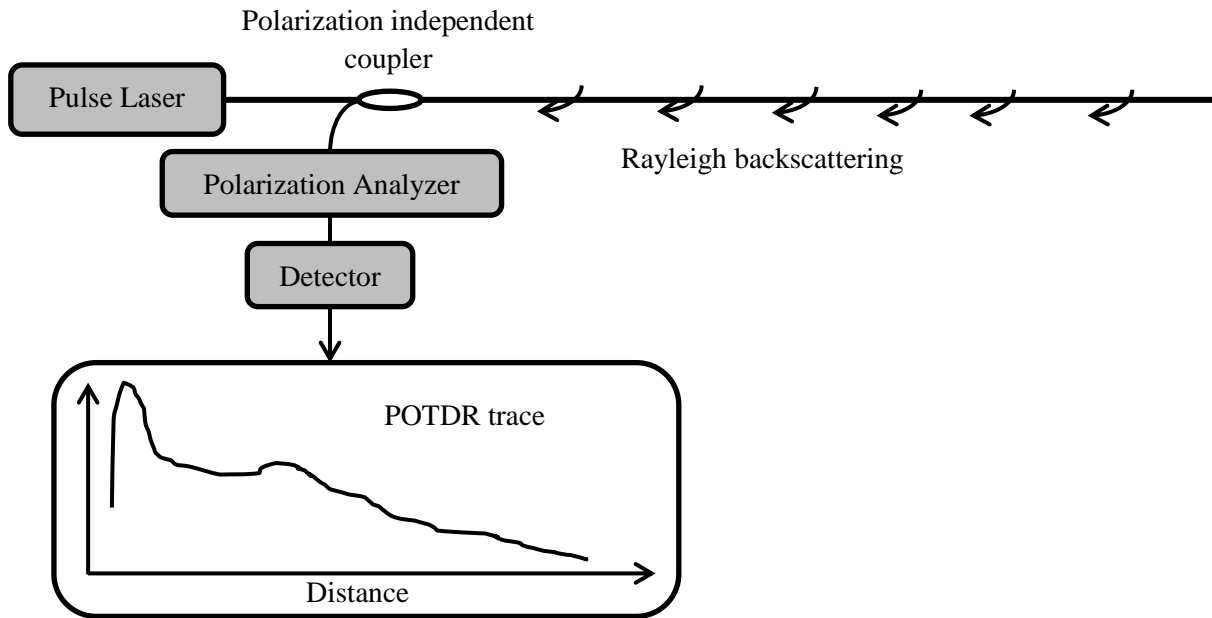 Polarization independent
coupler
Pulse Laser
Rayleigh backscattering
Polarization Analyzer
Detector
POTDR trace
Distance